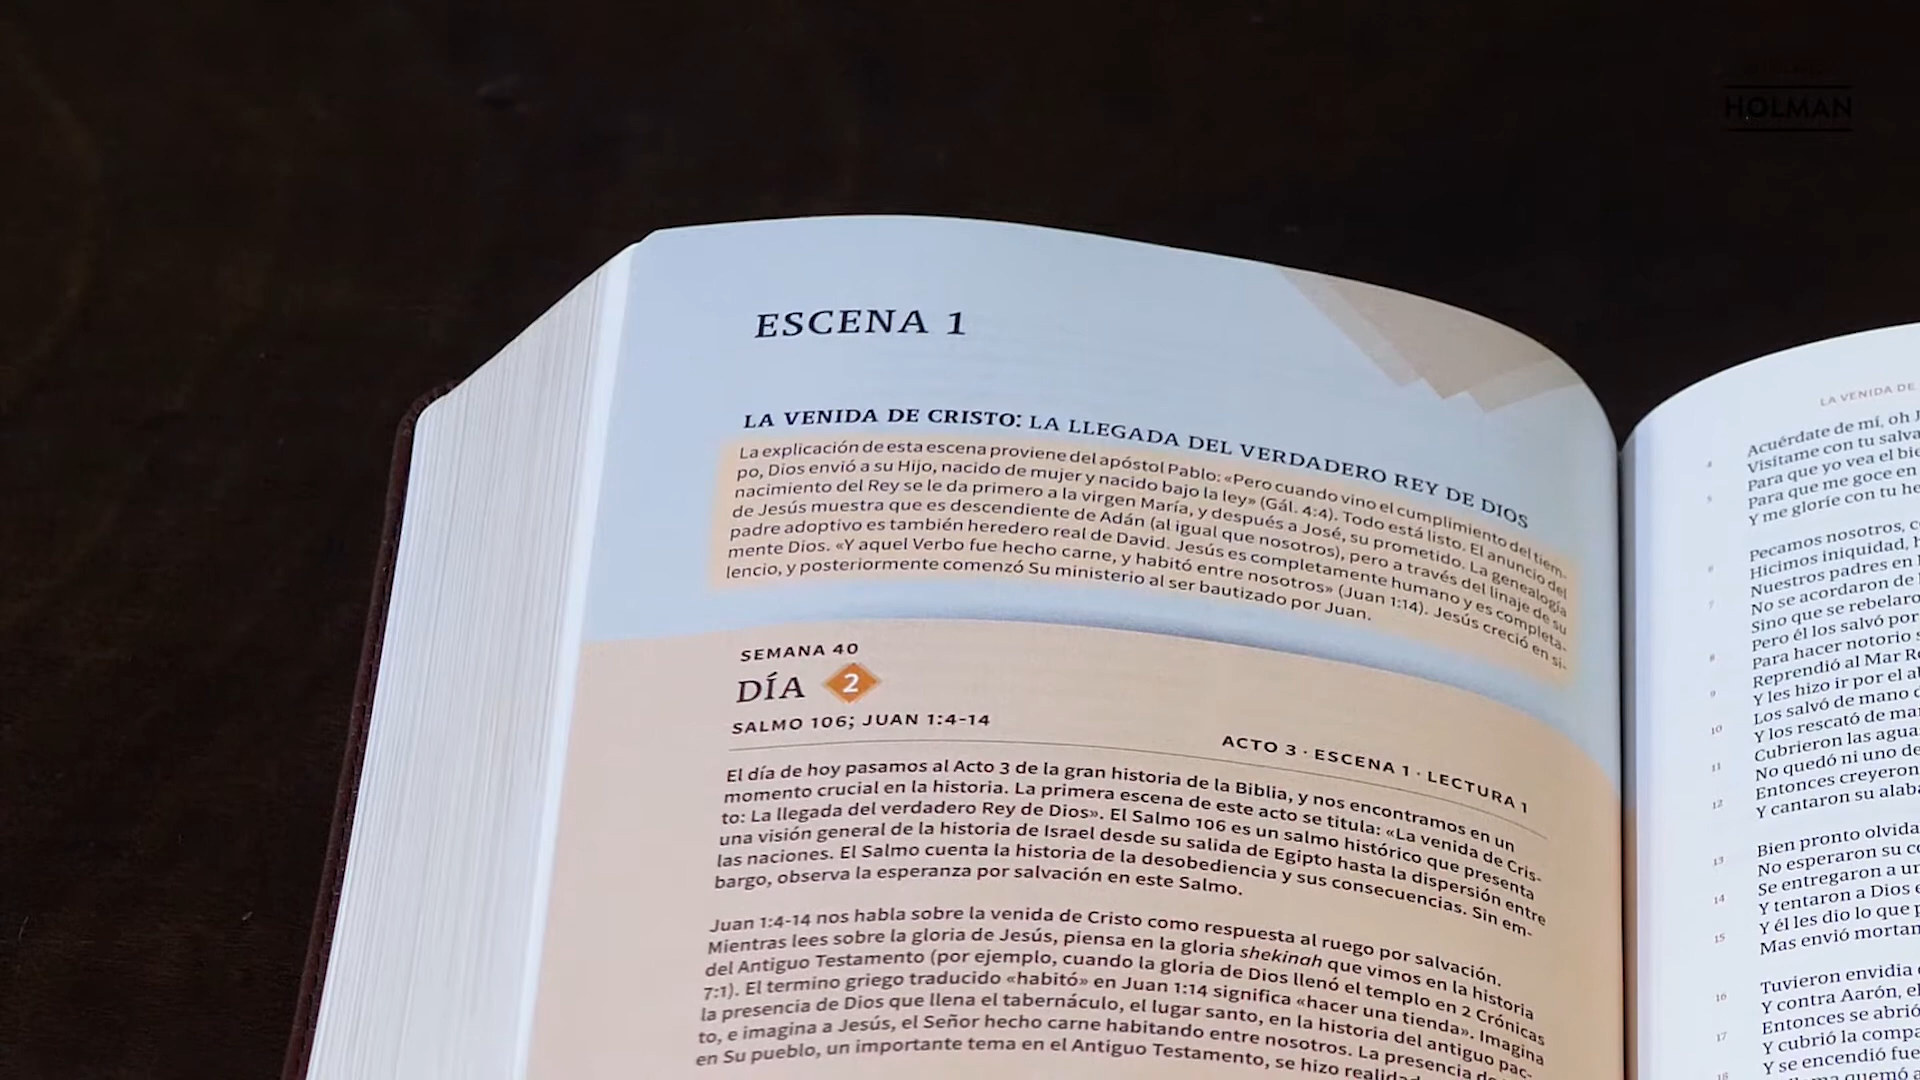 HOLMAN
ESCENA 1
LA VENIDA DE CRISTO: LA LLEGADA DEL VERDADERO REY DE DIOS
La explicación de esta escena proviene del apóstol Pablo: «Pero cuando vino el cumplimiento del tiem-
po, Dios envió a su Hijo, nacido de mujer y nacido bajo la ley» (Gál. 4:4). Todo está listo. El anuncio del
nacimiento del Rey se le da primero a la virgen María, y después a José, su prometido. La genealogía
de Jesús muestra que es descendiente de Adán (al igual que nosotros), pero a través del linaje de su
padre adoptivo es también heredero real de David. Jesús es completamente humano y es completa-
mente Dios. «Y aquel Verbo fue hecho carne, y habitó entre nosotros» (Juan 1:14). Jesús creció en si-
lencio, y posteriormente comenzó Su ministerio al ser bautizado por Juan.
SEMANA 40
DÍA 2
SALMO 106; JUAN 1:4-14
ACTO 3 · ESCENA 1 · LECTURA 1
El día de hoy pasamos al Acto 3 de la gran historia de la Biblia, y nos encontramos en un
momento crucial en la historia. La primera escena de este acto se titula: «La venida de Cris-
to: La llegada del verdadero Rey de Dios». El Salmo 106 es un salmo histórico que presenta
una visión general de la historia de Israel desde su salida de Egipto hasta la dispersión entre
las naciones. El Salmo cuenta la historia de la desobediencia y sus consecuencias. Sin em-
bargo, observa la esperanza por salvación en este Salmo.
Juan 1:4-14 nos habla sobre la venida de Cristo como respuesta al ruego por salvación.
Mientras lees sobre la gloria de Jesús, piensa en la gloria shekinah que vimos en la historia
del Antiguo Testamento (por ejemplo, cuando la gloria de Dios llenó el templo en 2 Crónicas
7:1). El termino griego traducido «habitó» en Juan 1:14 significa «hacer una tienda». Imagina
la presencia de Dios que llena el tabernáculo, el lugar santo, en la historia del antiguo pac-
to, e imagina a Jesús, el Señor hecho carne habitando entre nosotros. La presencia de
en Su pueblo, un importante tema en el Antiguo Testamento, se hizo
LA VENIDA DE
4 Acuérdate de mí, oh
Visítame con tu salva
5 Para que yo vea el bie
Para que me goce en
Y me gloríe con tu he
6 Pecamos nosotros,
Hicimos iniquidad,
7 Nuestros padres en
No se acordaron de
Sino que se rebelaro
8 Pero él los salvó por
Para hacer notorio
9 Reprendió al Mar Ro
Y les hizo ir por el
10 Los salvó de mano
Y los rescató de
11 Cubrieron las agua
No quedó ni uno de
12 Entonces creyeron
Y cantaron su alaba
13 Bien pronto olvida
No esperaron su
14 Se entregaron a un
Y tentaron a Dios
15 Y él les dio lo que
Mas envió mortan
16 Tuvieron envidia
Y contra Aarón,
17 Entonces se abrió
Y cubrió la compa
18 Y se encendió fue
quemó